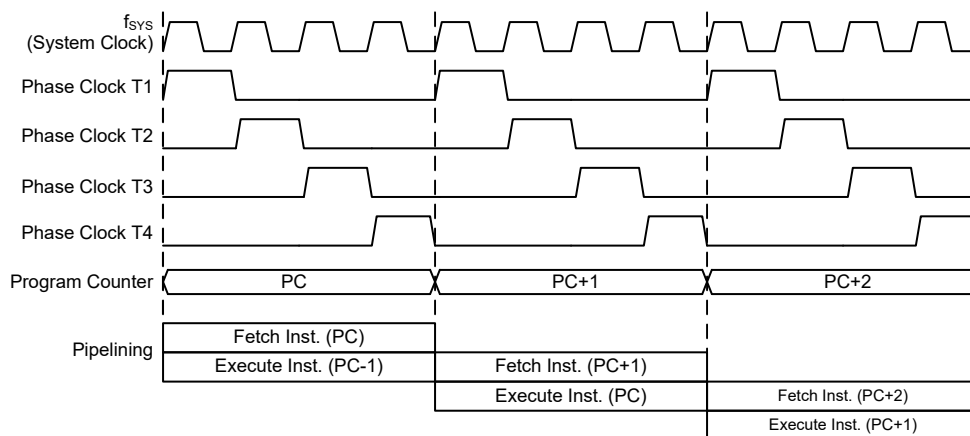 fSYS
(System Clock)
Phase Clock T1
Phase Clock T2
Phase Clock T3
Phase Clock T4
Program Counter PC PC+1 PC+2
Pipelining
Fetch Inst. (PC)
Execute Inst. (PC-1) Fetch Inst. (PC+1)
Execute Inst. (PC) Fetch Inst. (PC+2)
Execute Inst. (PC+1)